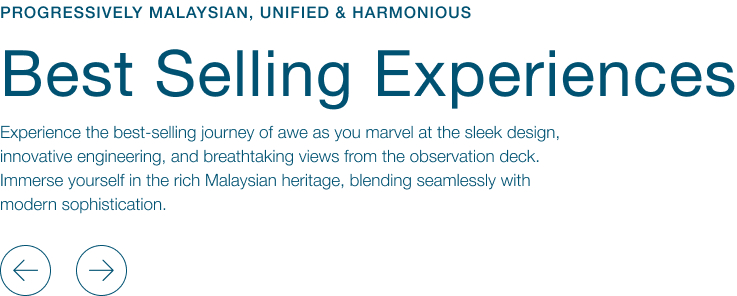 PROGRESSIVELY MALAYSIAN, UNIFIED & HARMONIOUS
Best Selling Experiences
Experience the best-selling journey of awe as you marvel at the sleek design,
innovative engineering, and breathtaking views from the observation deck.
Immerse yourself in the rich Malaysian heritage, blending seamlessly with
modern sophistication.